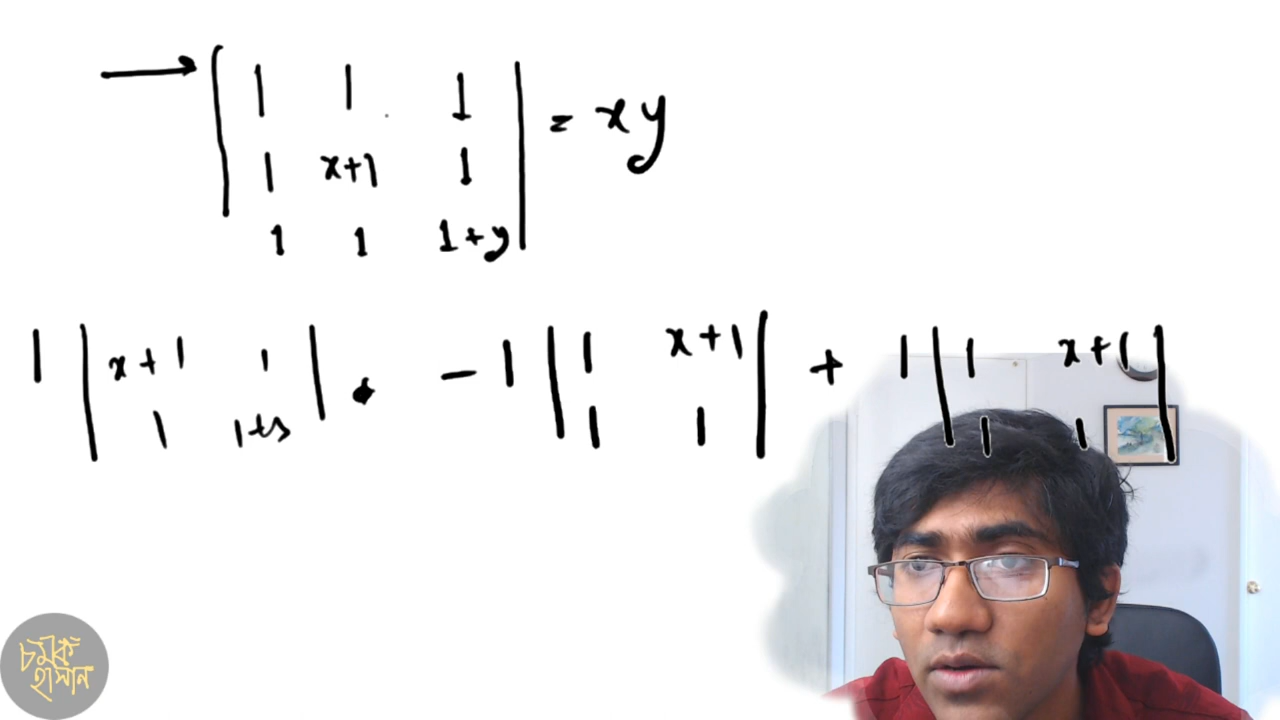 → | 1 1 1 | = xy
| 1 x+1 1 |
| 1 1 1+y |
1 | x+1 1 | - 1 | 1 x+1 | + 1 | 1 x+1 |
| 1 1+y | | 1 1 | | 1 1 |
চমক
হাসান